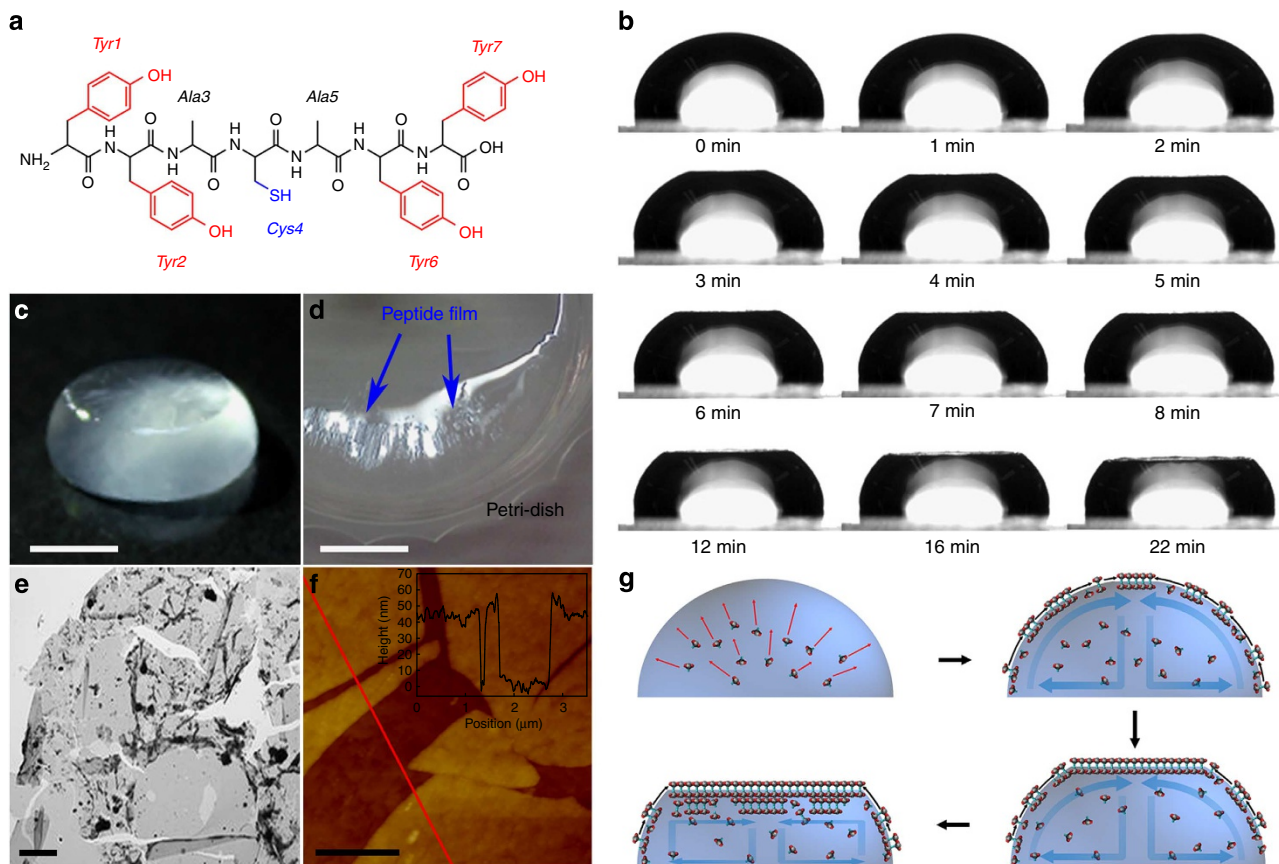 a
Tyr1
Tyr7
OH
OH
Ala3
Ala5
O
H
N
O
H
N
O
H
N
OH
NH2
O
N
H
O
N
H
O
N
H
O
SH
OH
OH
Cys4
Tyr2
Tyr6
b
0 min
1 min
2 min
3 min
4 min
5 min
6 min
7 min
8 min
12 min
16 min
22 min
c
d
Peptide film
Petri-dish
e
f
70
60
50
40
30
20
10
0
Height (nm)
0
1
2
3
Position (μm)
g